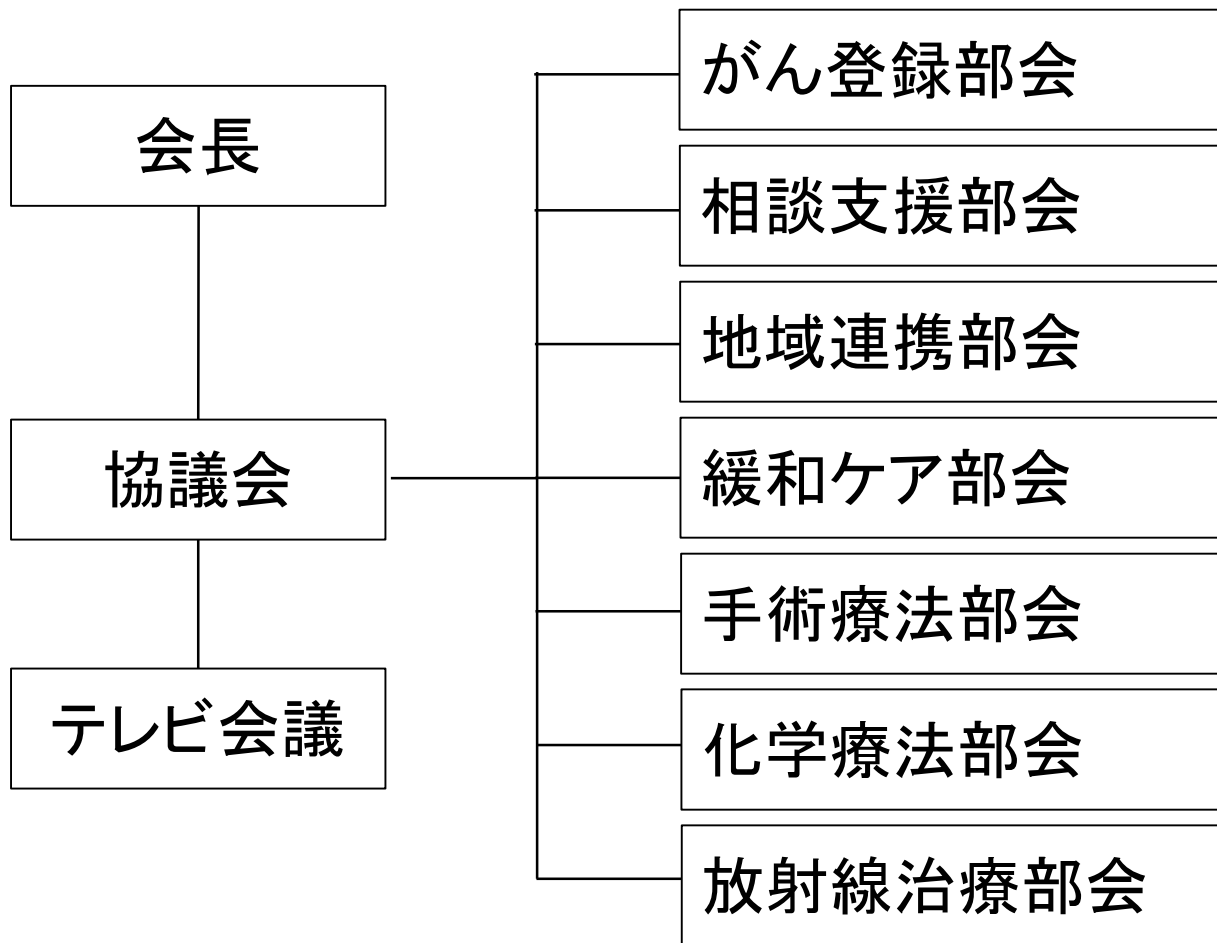 会長
協議会
テレビ会議
がん登録部会
相談支援部会
地域連携部会
緩和ケア部会
手術療法部会
化学療法部会
放射線治療部会